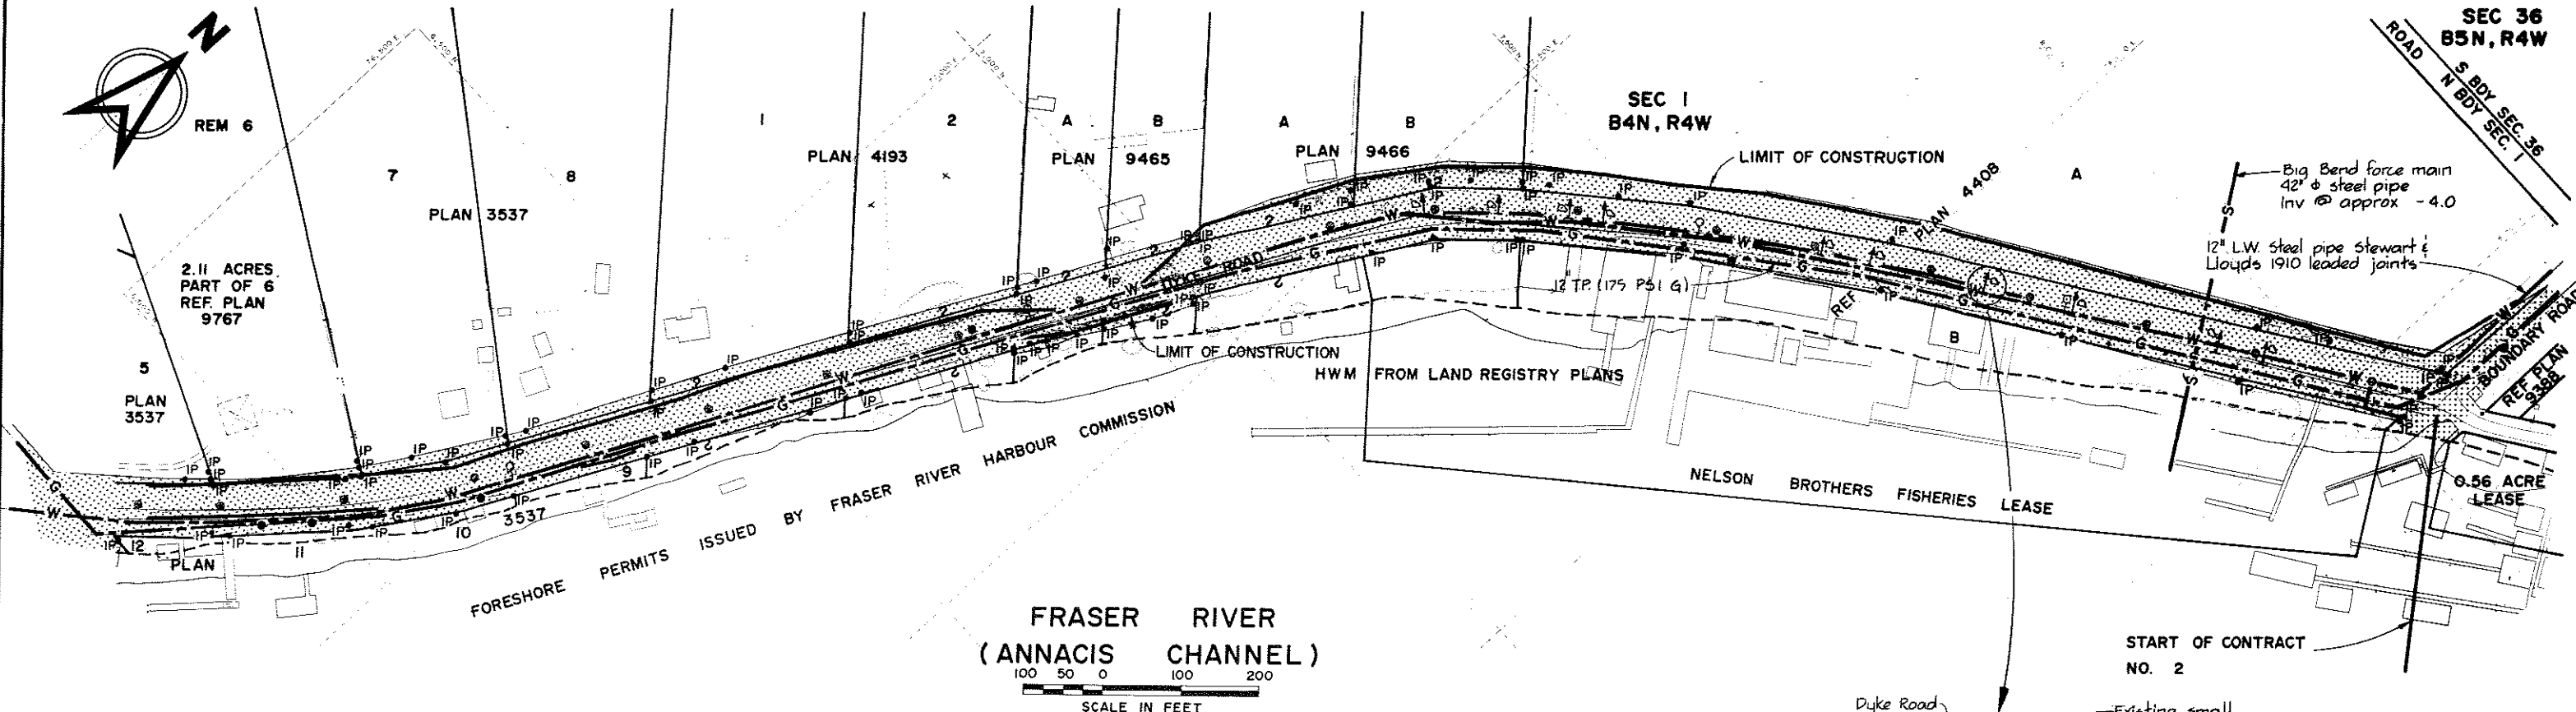 N
SEC 36
B5N, R4W
ROAD
S BDY SEC. 36
N BDY SEC. 1
REM 6
7
8
1
2
A
B
A
B
SEC 1
B4N, R4W
A
PLAN 3537
PLAN 4193
PLAN 9465
PLAN 9466
LIMIT OF CONSTRUCTION
REF PLAN 4408
Big Bend force main
42" ϕ steel pipe
Inv @ approx -4.0
12" L.W. Steel pipe Stewart &
Lloyds 1910 leaded joints
2.11 ACRES
PART OF 6
REF. PLAN
9767
5
PLAN
3537
DYKE ROAD
12" T.P. (175 PSI G)
LIMIT OF CONSTRUCTION
HWM FROM LAND REGISTRY PLANS
B
BOUNDARY ROAD
REF PLAN
9388
0.56 ACRE
LEASE
NELSON BROTHERS FISHERIES LEASE
FORESHORE PERMITS ISSUED BY FRASER RIVER HARBOUR COMMISSION
PLAN 3537
12
11
10
9
FRASER RIVER
(ANNACIS CHANNEL)
100 50 0 100 200
SCALE IN FEET
START OF CONTRACT
NO. 2
Dyke Road
Existing small